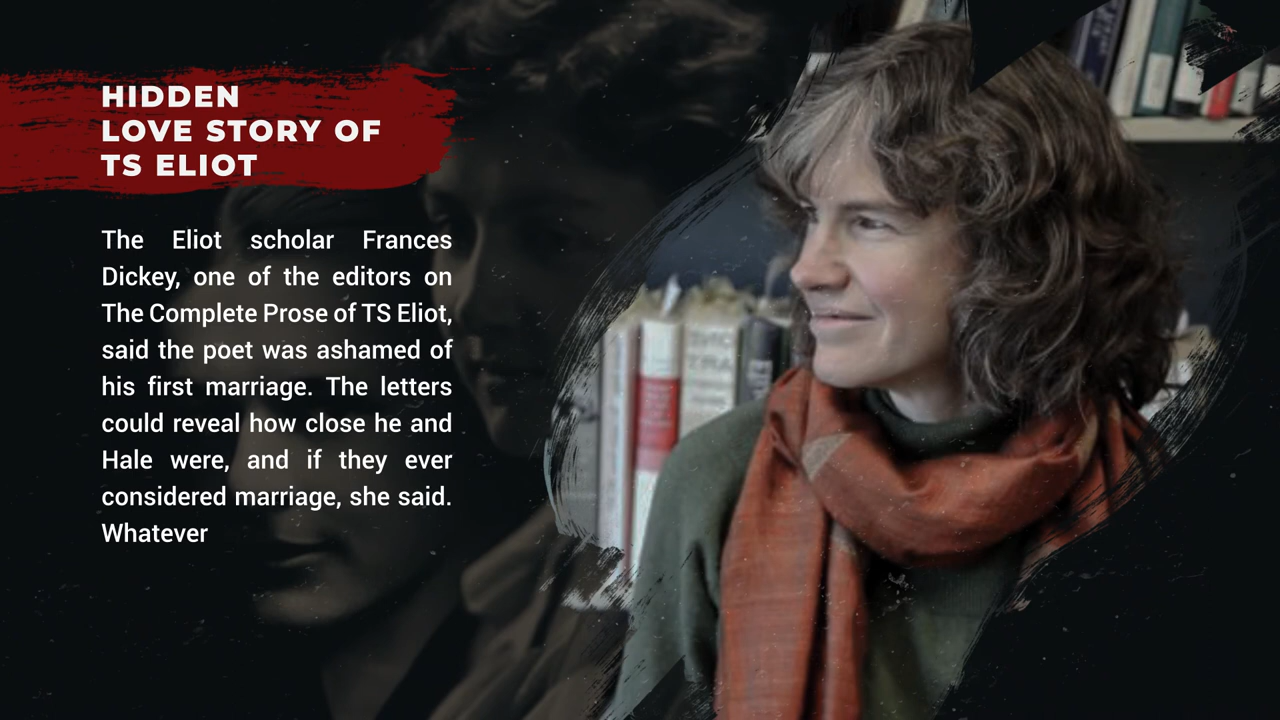 HIDDEN
LOVE STORY OF
TS ELIOT
The Eliot scholar Frances
Dickey, one of the editors on
The Complete Prose of TS Eliot,
said the poet was ashamed of
his first marriage. The letters
could reveal how close he and
Hale were, and if they ever
considered marriage, she said.
Whatever